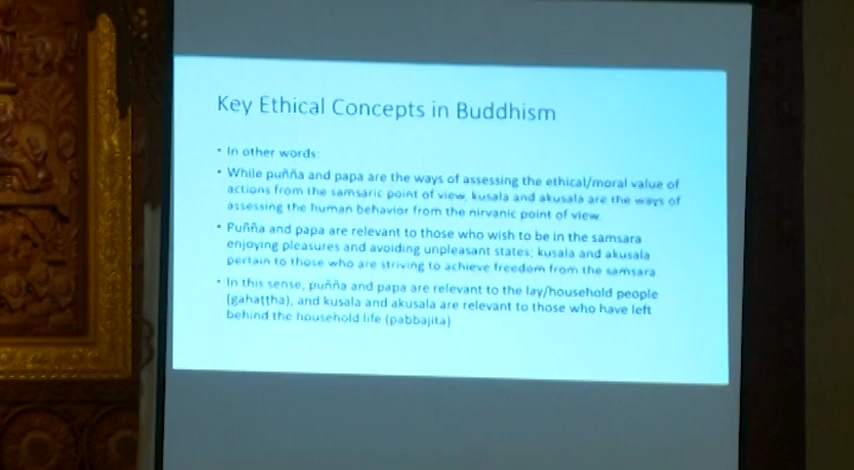 Key Ethical Concepts in Buddhism
• In other words:
• While puñña and papa are the ways of assessing the ethical/moral value of
actions from the samsaric point of view, kusala and akusala are the ways of
assessing the human behavior from the nirvanic point of view.
• Puñña and papa are relevant to those who wish to be in the samsara
enjoying pleasures and avoiding unpleasant states; kusala and akusala
pertain to those who are striving to achieve freedom from the samsara.
• In this sense, puñña and papa are relevant to the lay/household people
(gahaṭṭha), and kusala and akusala are relevant to those who have left
behind the household life (pabbajita)